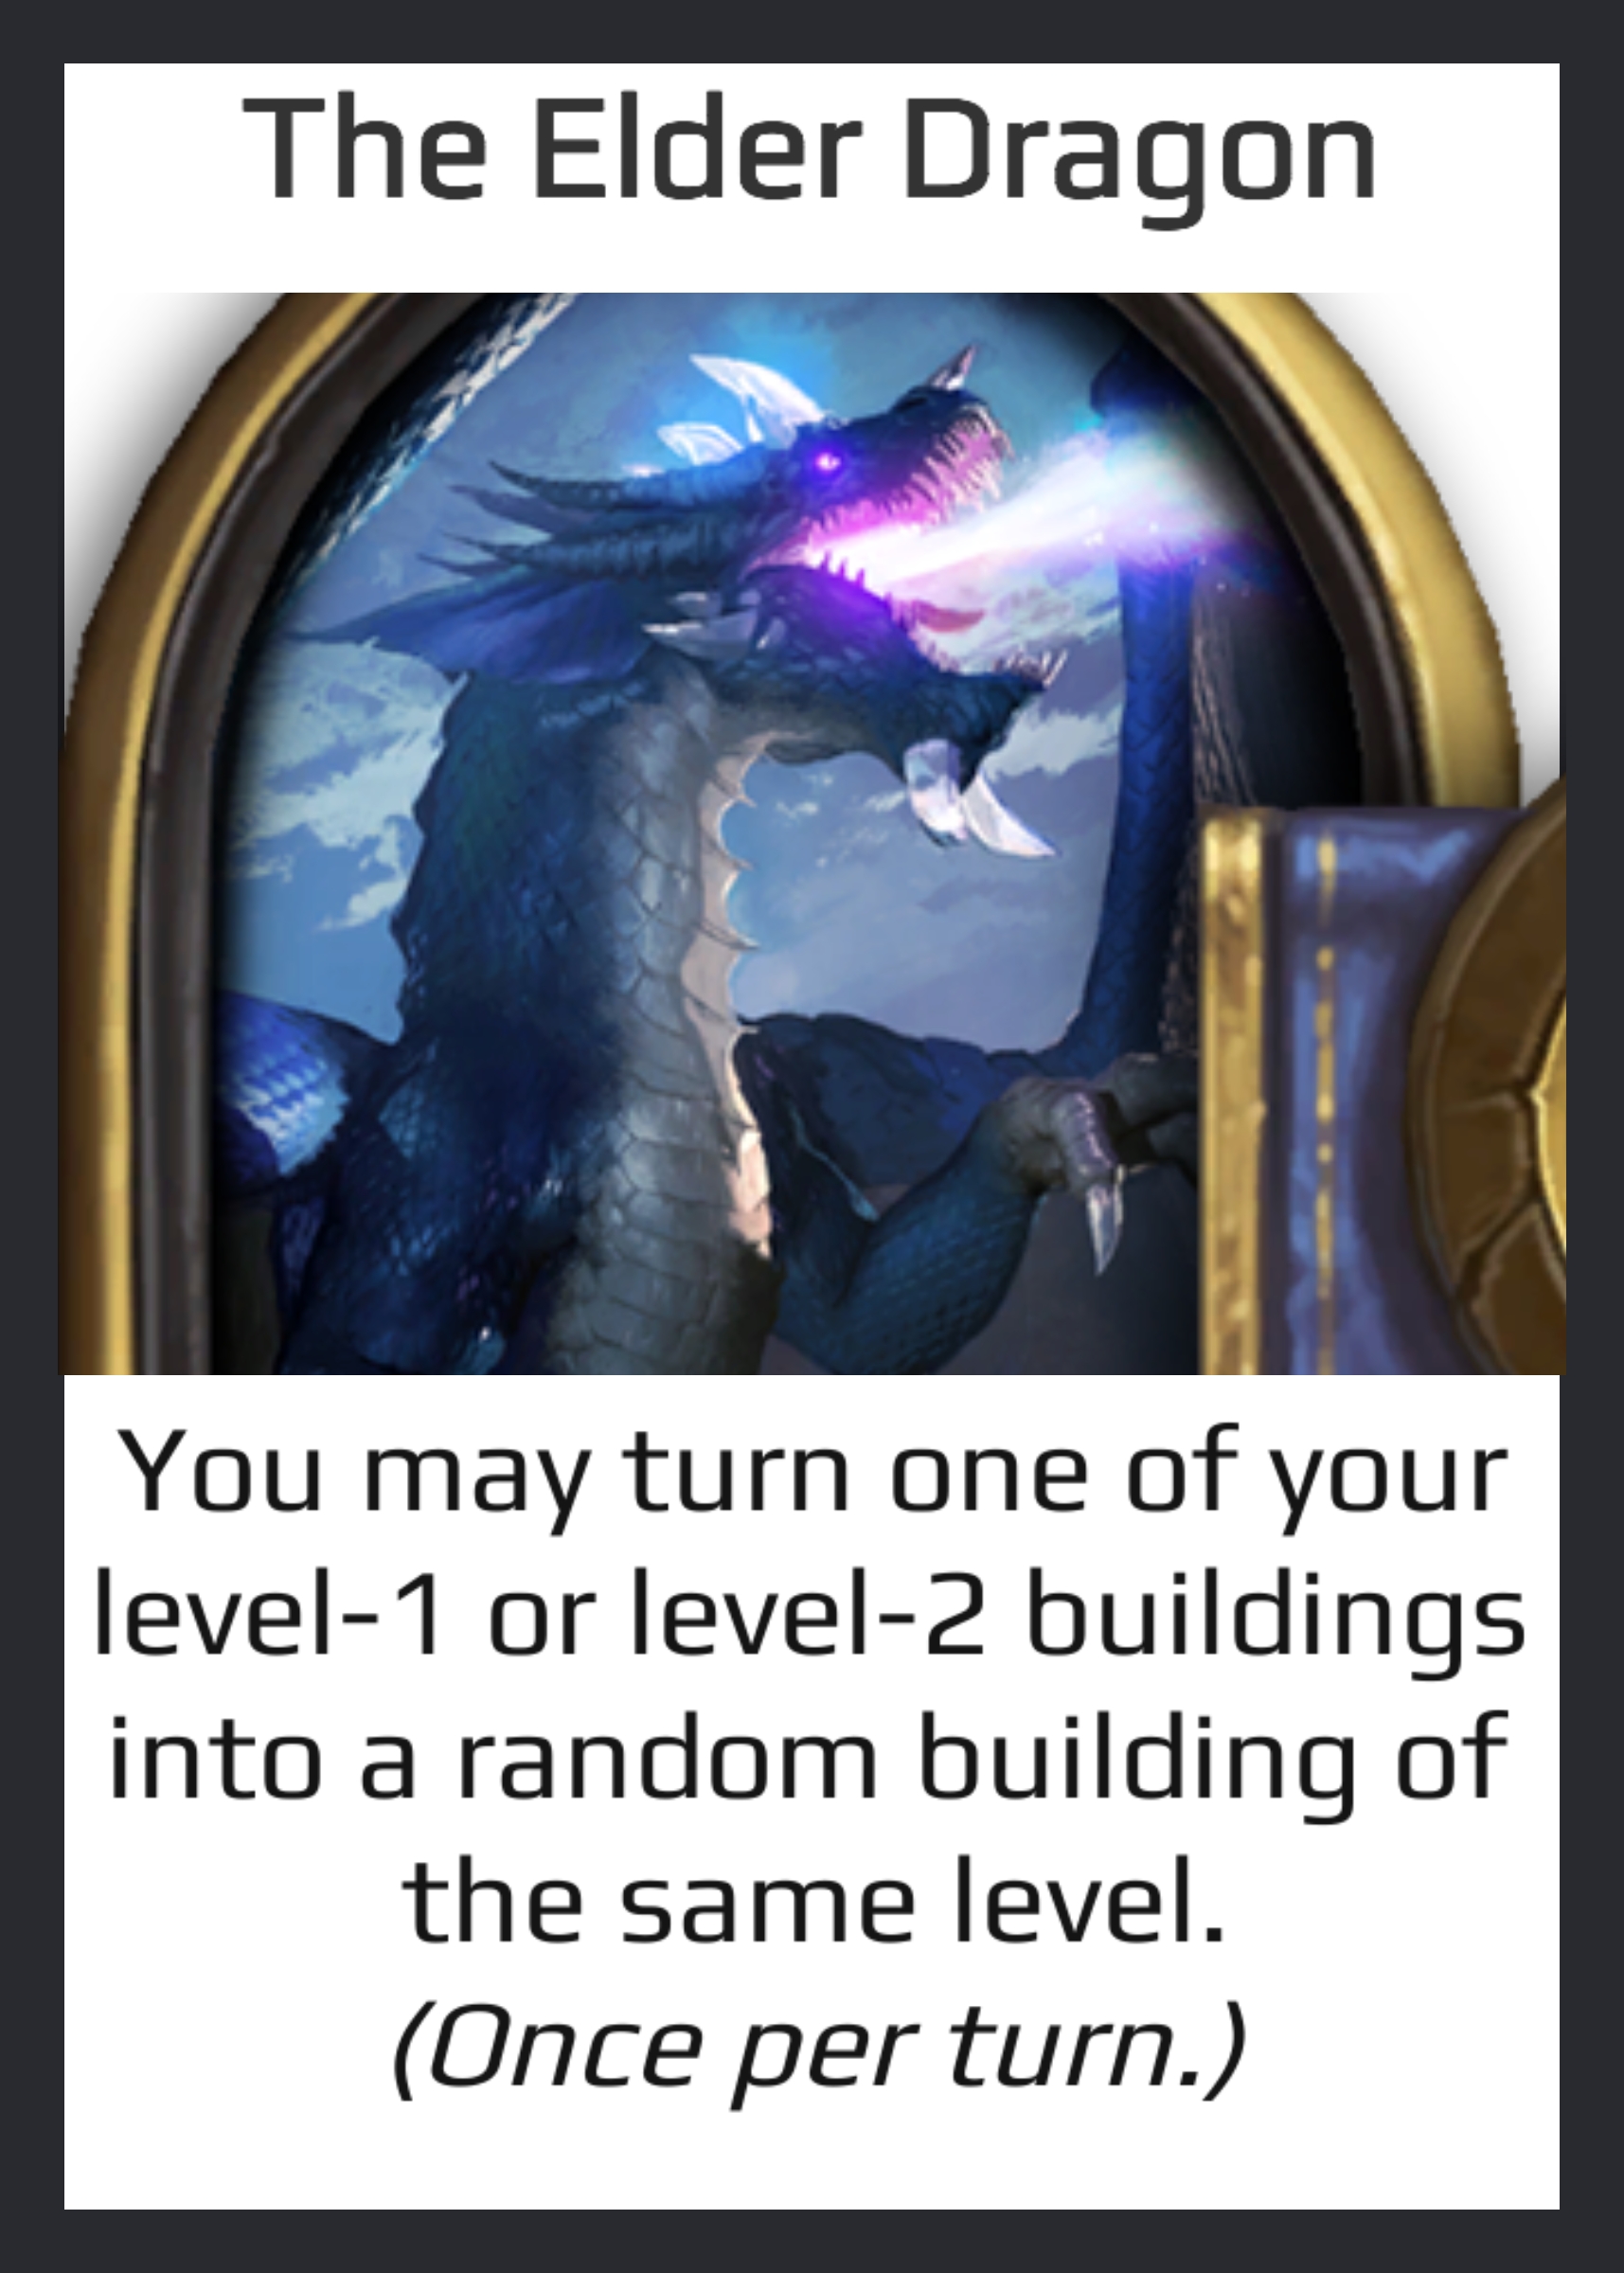 The Elder Dragon
You may turn one of your
level-1 or level-2 buildings
into a random building of
the same level.
(Once per turn.)